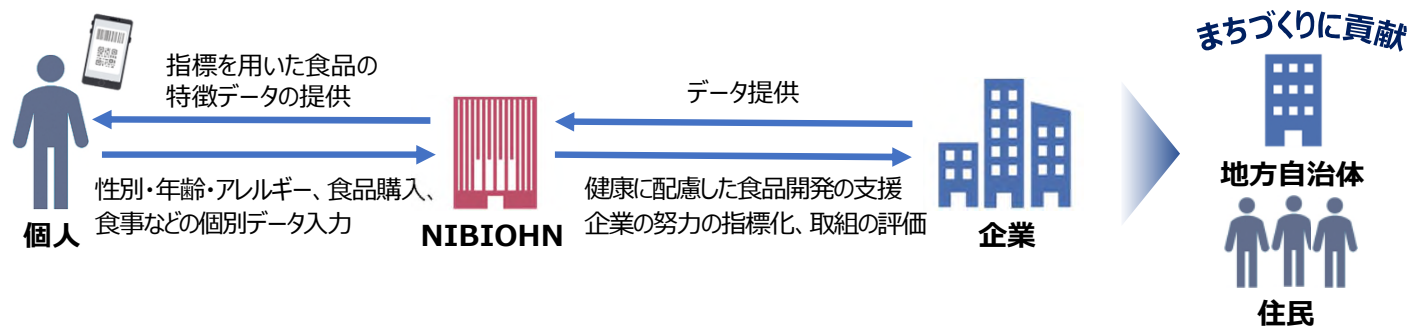 まちづくりに貢献
指標を用いた食品の
特徴データの提供
データ提供
性別・年齢・アレルギー、食品購入、
食事などの個別データ入力
健康に配慮した食品開発の支援
企業の努力の指標化、取組の評価
個人
NIBIOHN
企業
地方自治体
住民